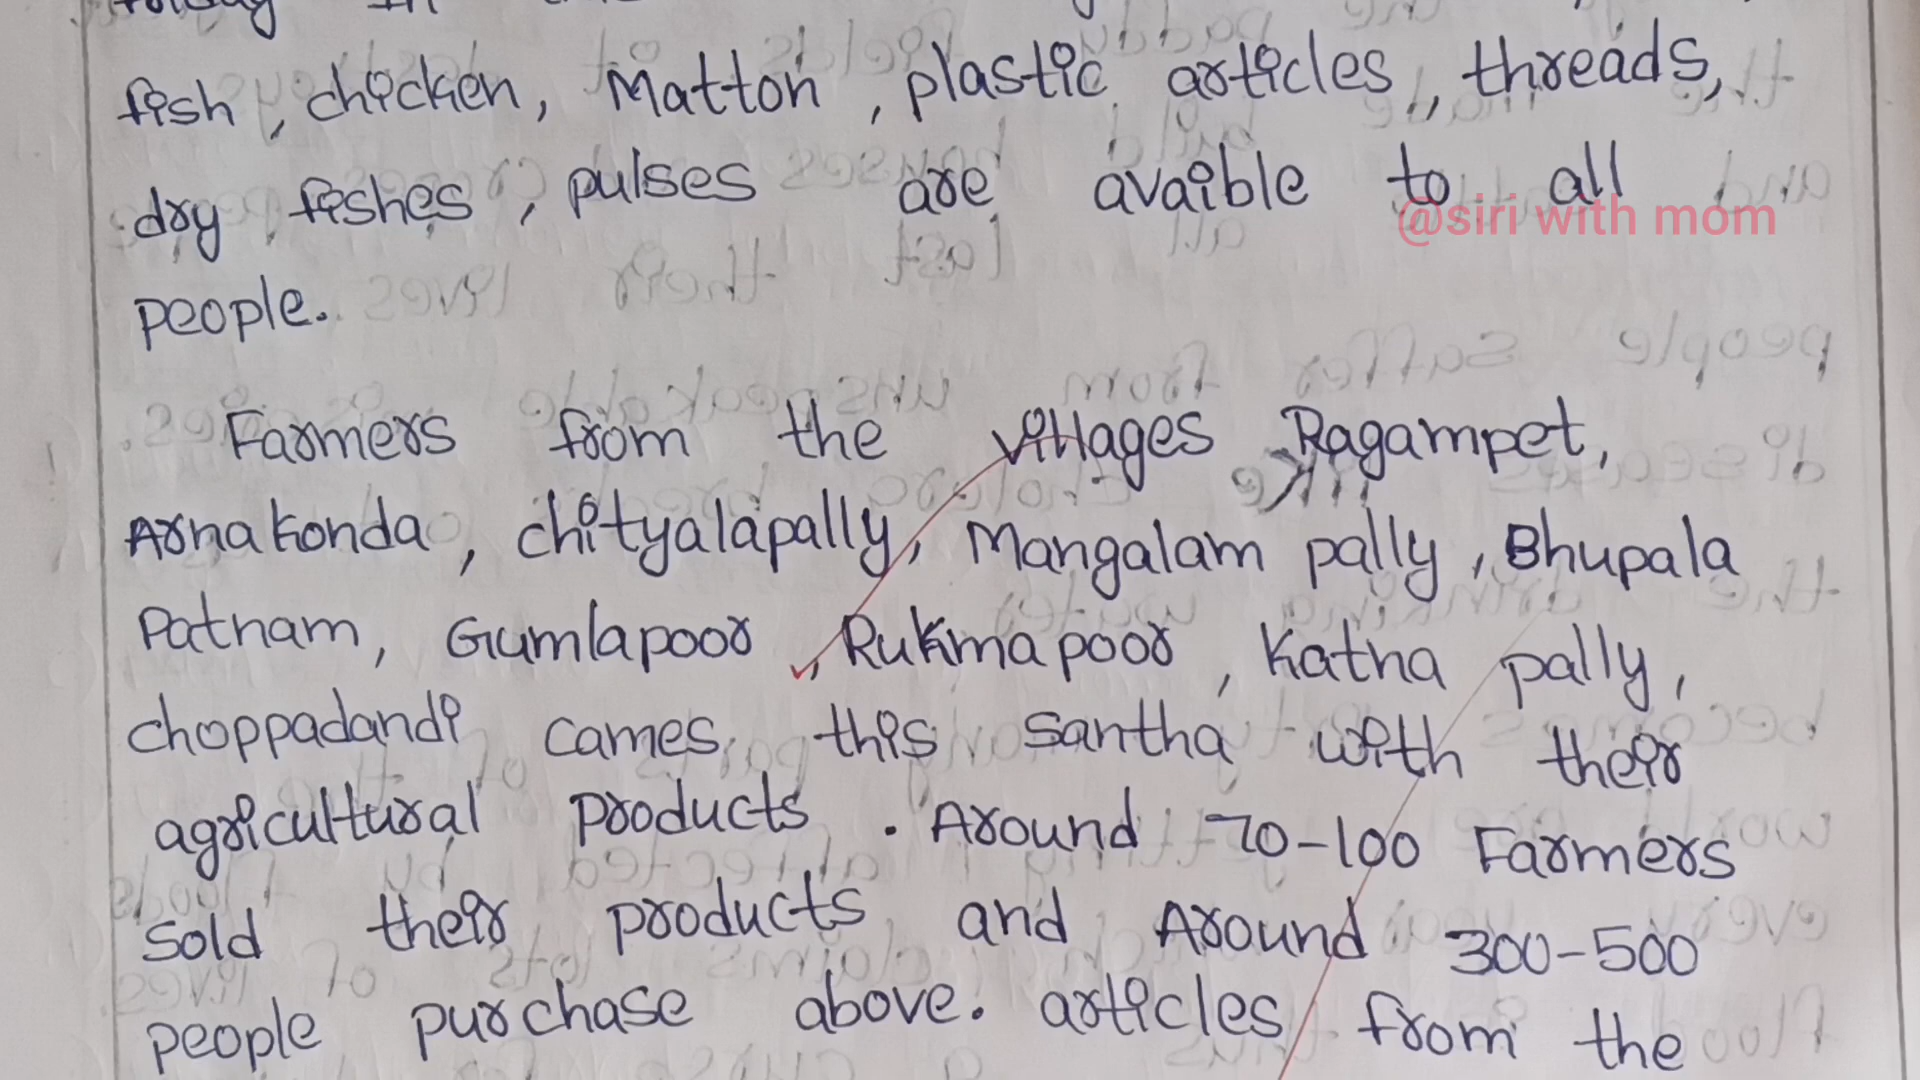 fish, chicken, Matton, plastic articles, threads,
dry fishes, pulses are avaible to all
@siri with mom
people.
Farmers from the villages Ragampet,
Arnakonda, chityalapally, Mangalam pally, Bhupala
Patnam, Gumlapoor, Rukmapoor, Katna pally,
choppadandi cames this santha with their
agricultural products. Around 70-100 Farmers
sold their products and Around 300-500
people purchase above. articles from the